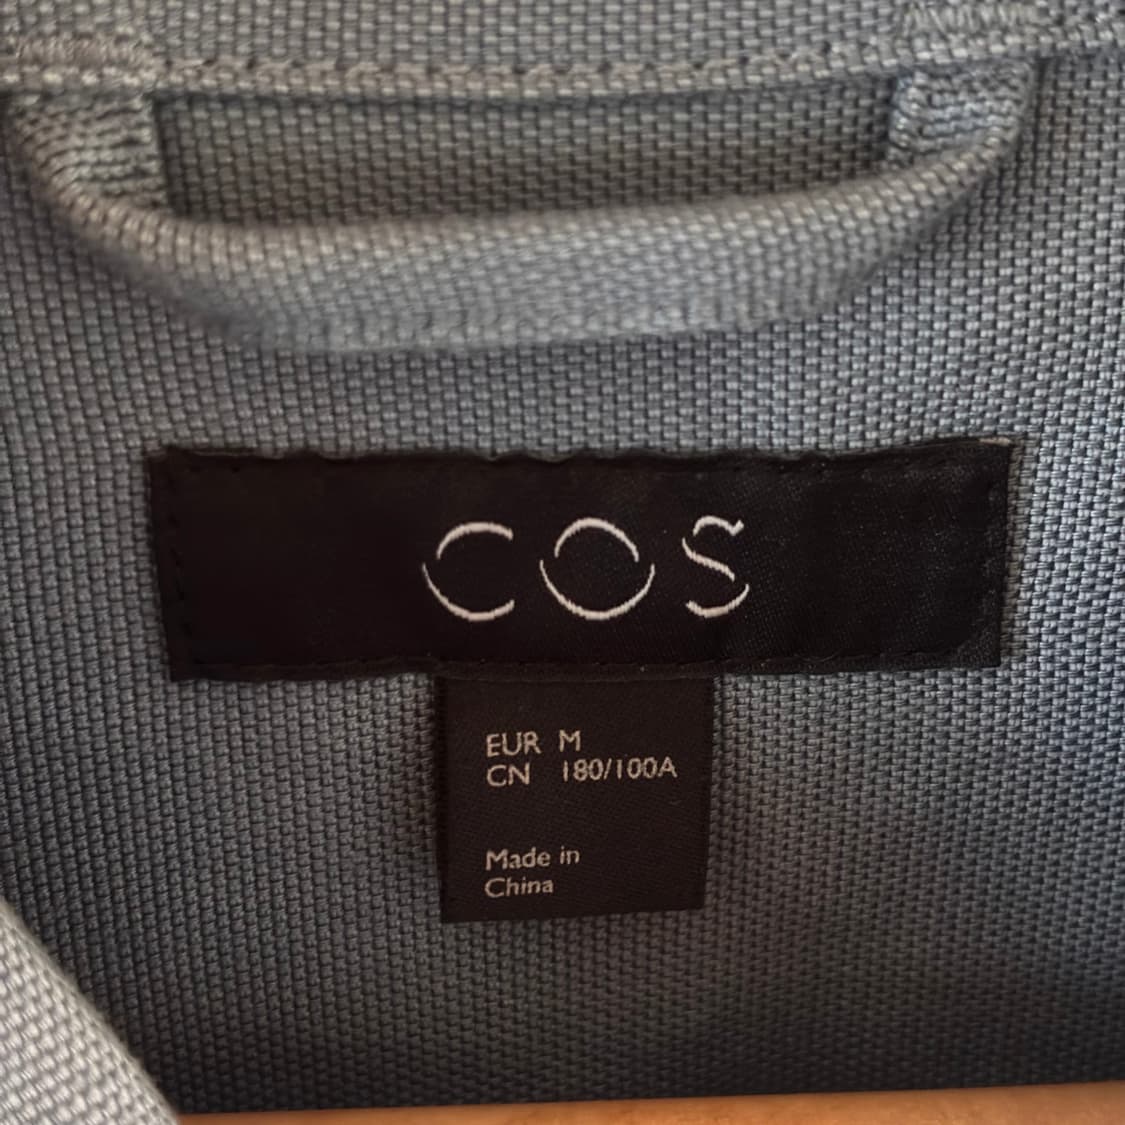 COS
EUR M
CN 180/100A
Made in
China